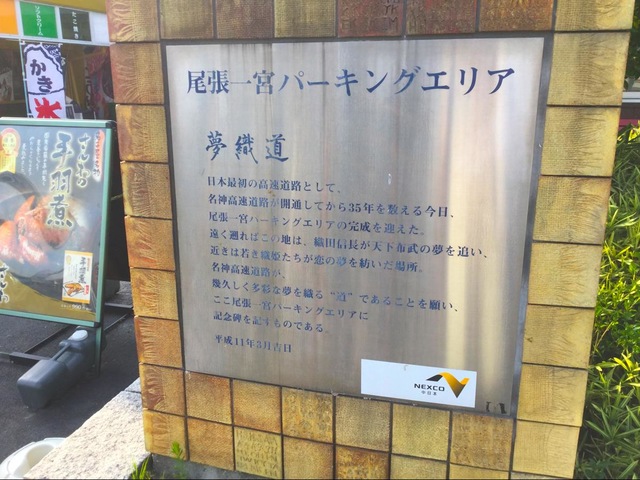 尾張一宮パーキングエリア
夢織道
日本最初の高速道路として、
名神高速道路が開通してから35年を数える今日、
尾張一宮パーキングエリアの完成を迎えた。
遠く遡ればこの地は、織田信長が天下布武の夢を追い、
近きは若き織姫たちが恋の夢を紡いだ場所。
名神高速道路が、
幾久しく多彩な夢を織る“道”であることを願い、
ここ尾張一宮パーキングエリアに
記念碑を記すものである。
平成11年3月吉日
NEXCO
中日本
かき氷
手羽煮